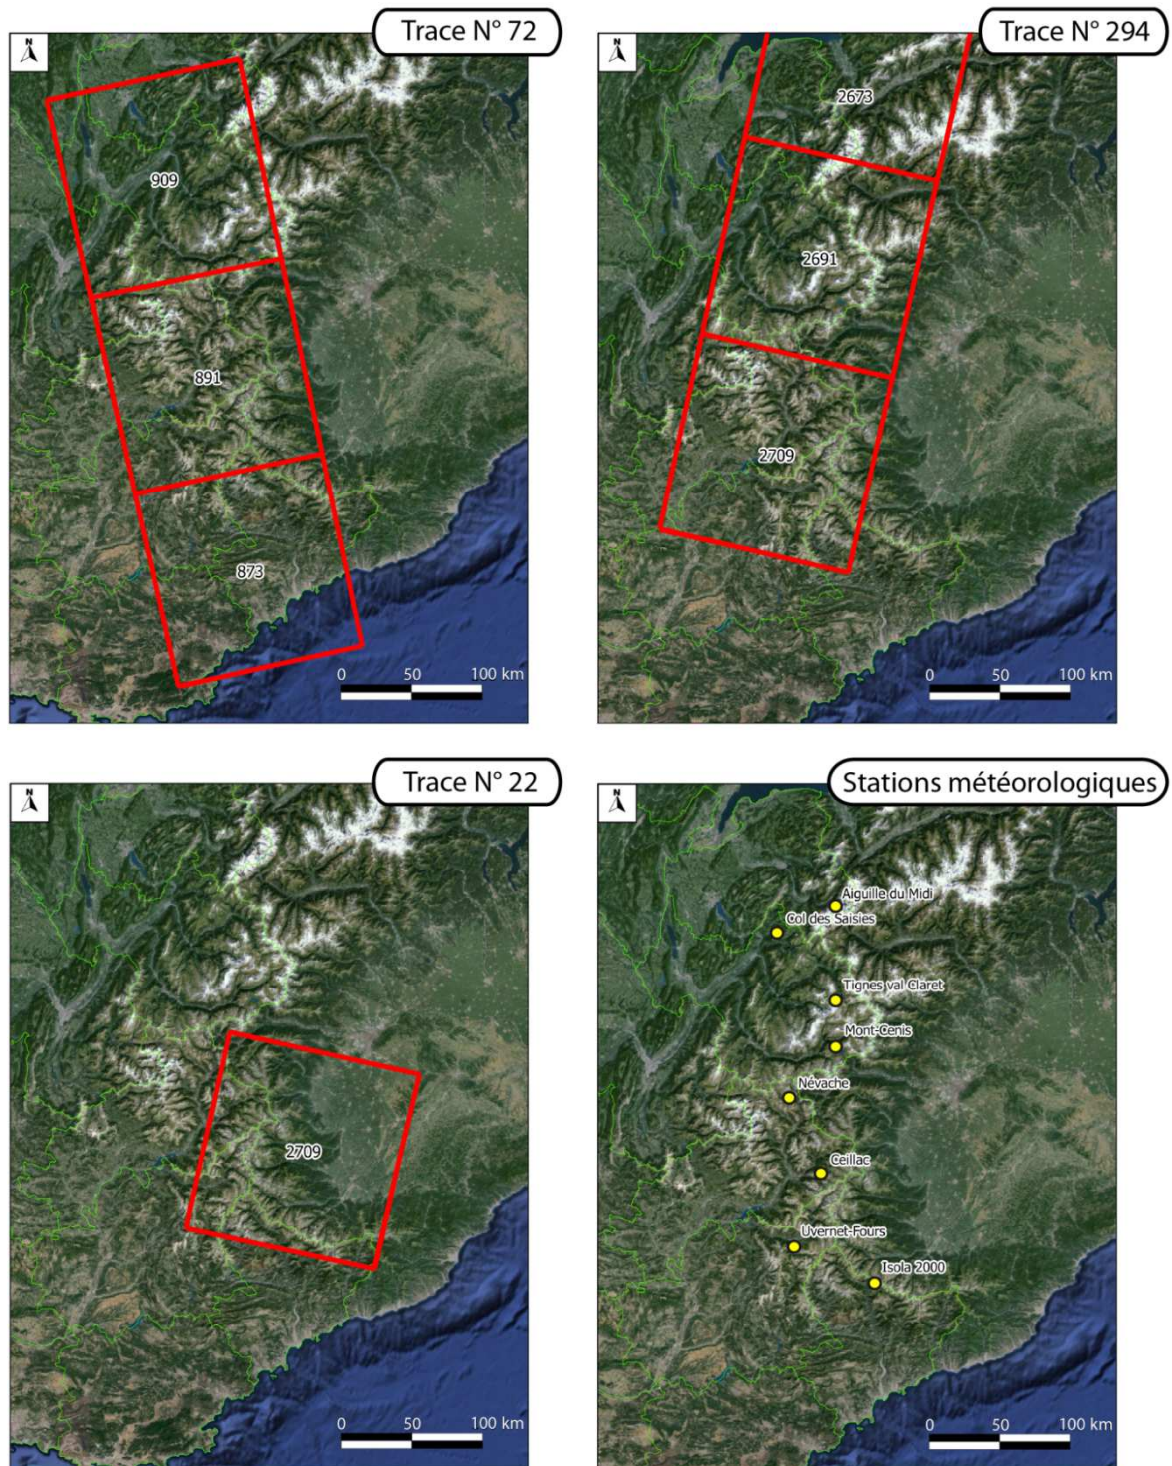 Trace N° 72
N
909
891
873
0 50 100 km
Trace N° 294
N
2673
2691
2709
0 50 100 km
Trace N° 22
N
2709
0 50 100 km
Stations météorologiques
N
Aiguille du Midi
Col des Saisies
Tignes val Claret
Mont-Cenis
Névache
Ceillac
Uvernet-Fours
Isola 2000
0 50 100 km